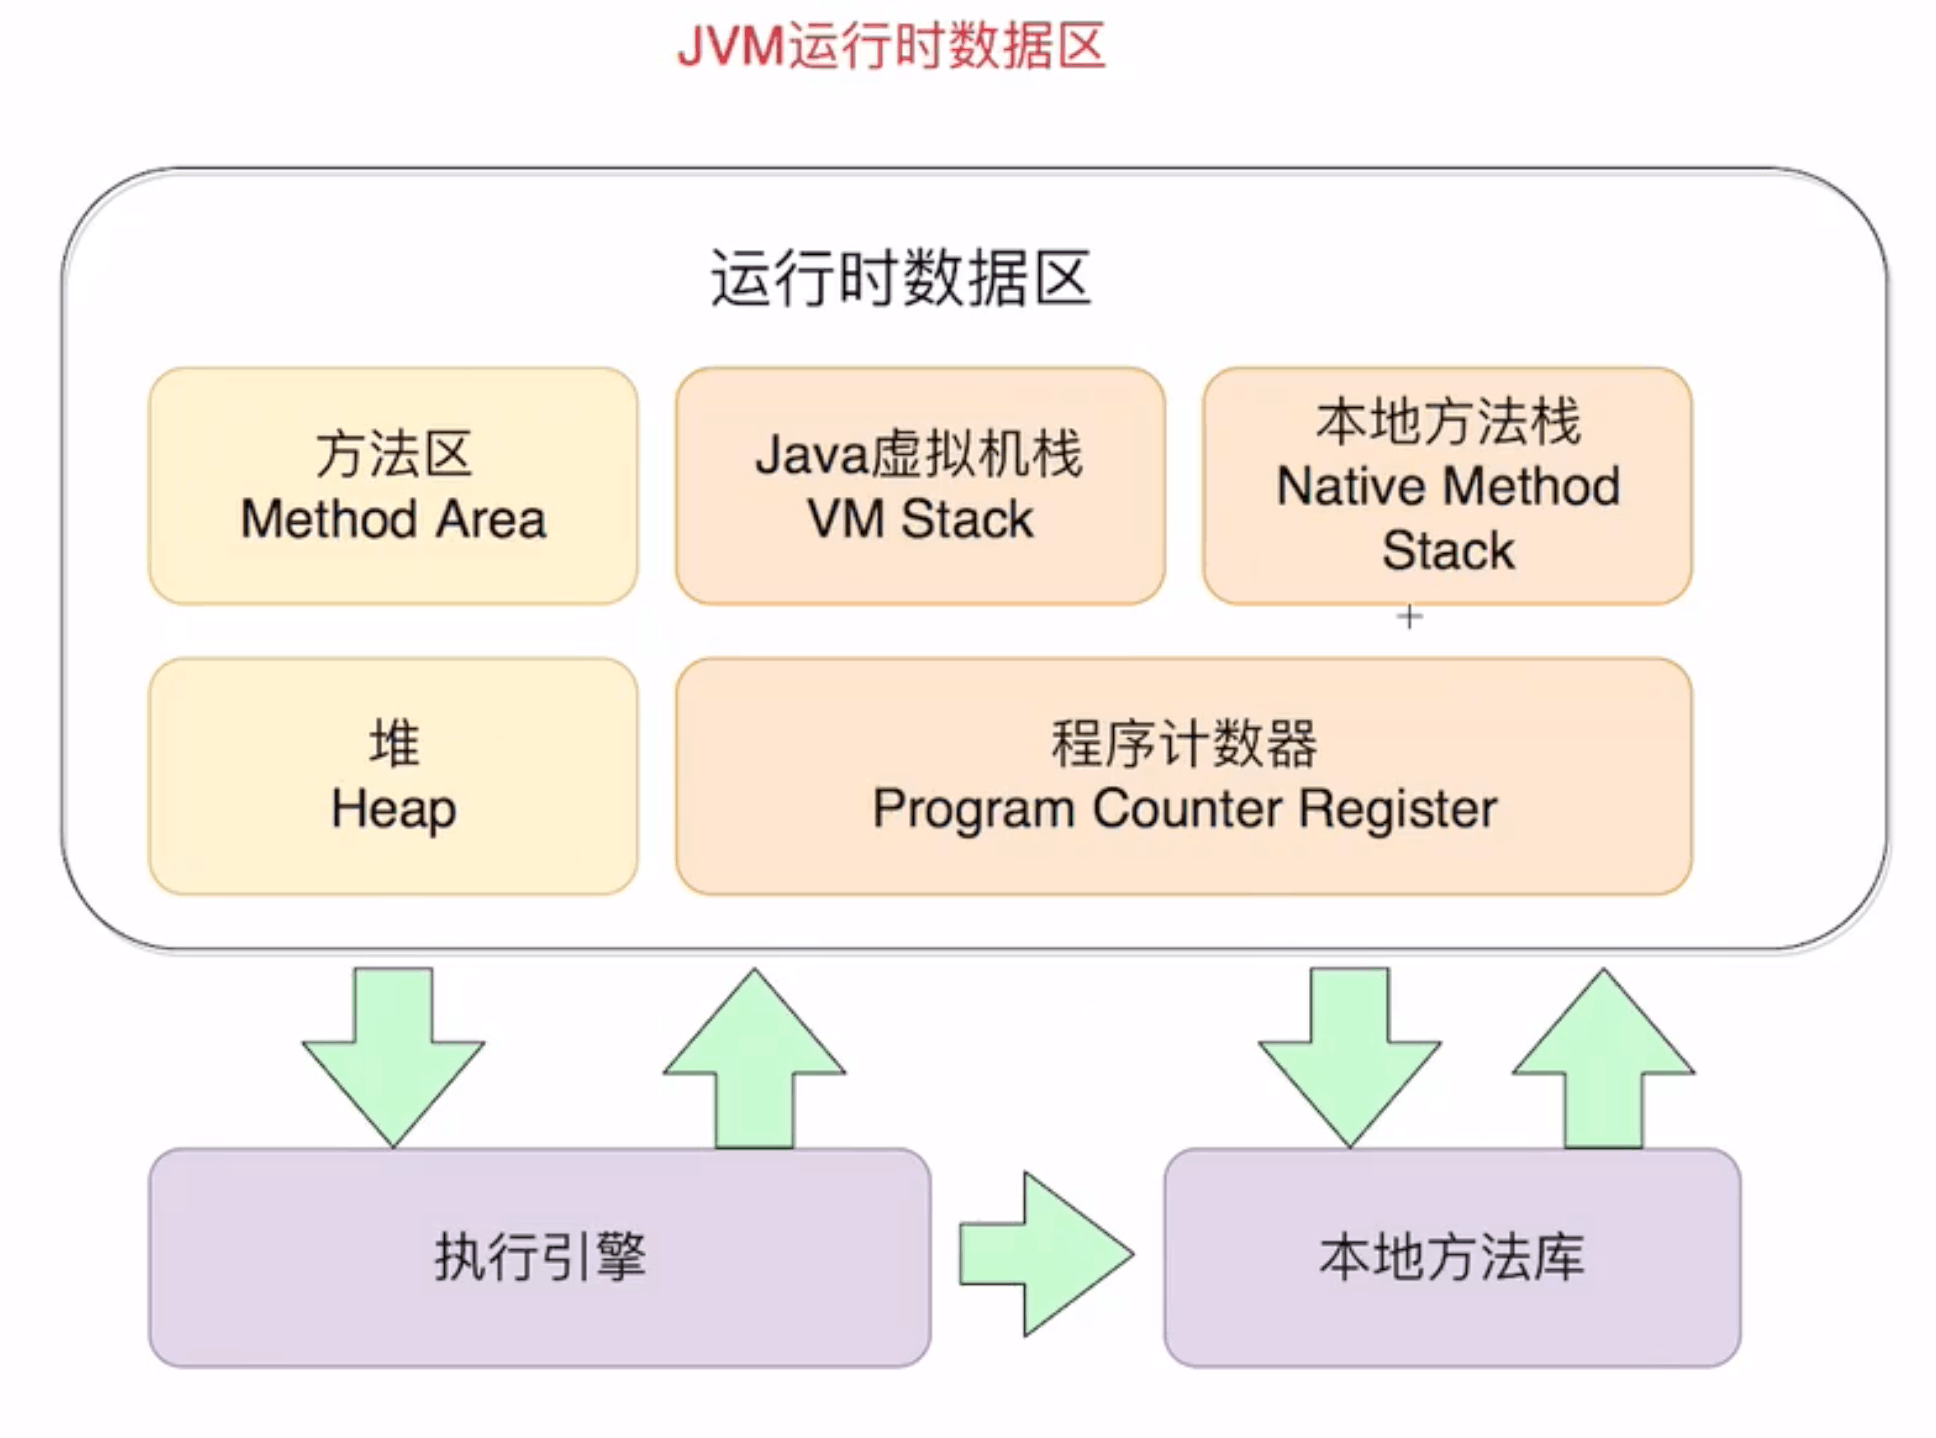 JVM运行时数据区
运行时数据区
方法区
Method Area
Java虚拟机栈
VM Stack
本地方法栈
Native Method
Stack
堆
Heap
程序计数器
Program Counter Register
执行引擎
本地方法库